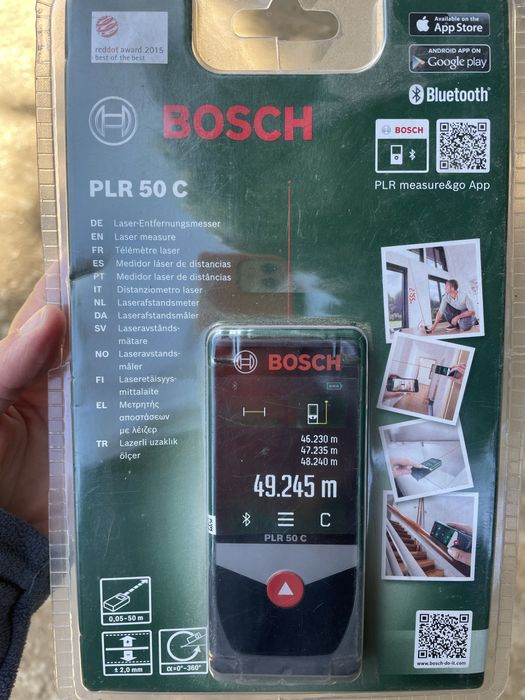 reddot award 2015
best of the best
Available on the
App Store
ANDROID APP ON
Google play
Bluetooth®
BOSCH
BOSCH
PLR measure&go App
PLR 50 C
DE Laser-Entfernungsmesser
EN Laser measure
FR Télémètre laser
ES Medidor láser de distancias
PT Medidor laser de distâncias
IT Distanziometro laser
NL Laserafstandsmeter
DA Laserafstandsmåler
SV Laseravstånds-
mätare
NO Laseravstands-
måler
FI Laseretäisyys-
mittalaite
EL Μετρητής
αποστάσεων
με λέιζερ
TR Lazerli uzaklık
ölçer
BOSCH
46.230 m
47.235 m
48.240 m
49.245 m
C
PLR 50 C
0,05-50 m
± 2,0 mm
α=0°-360°
www.bosch-do-it.com